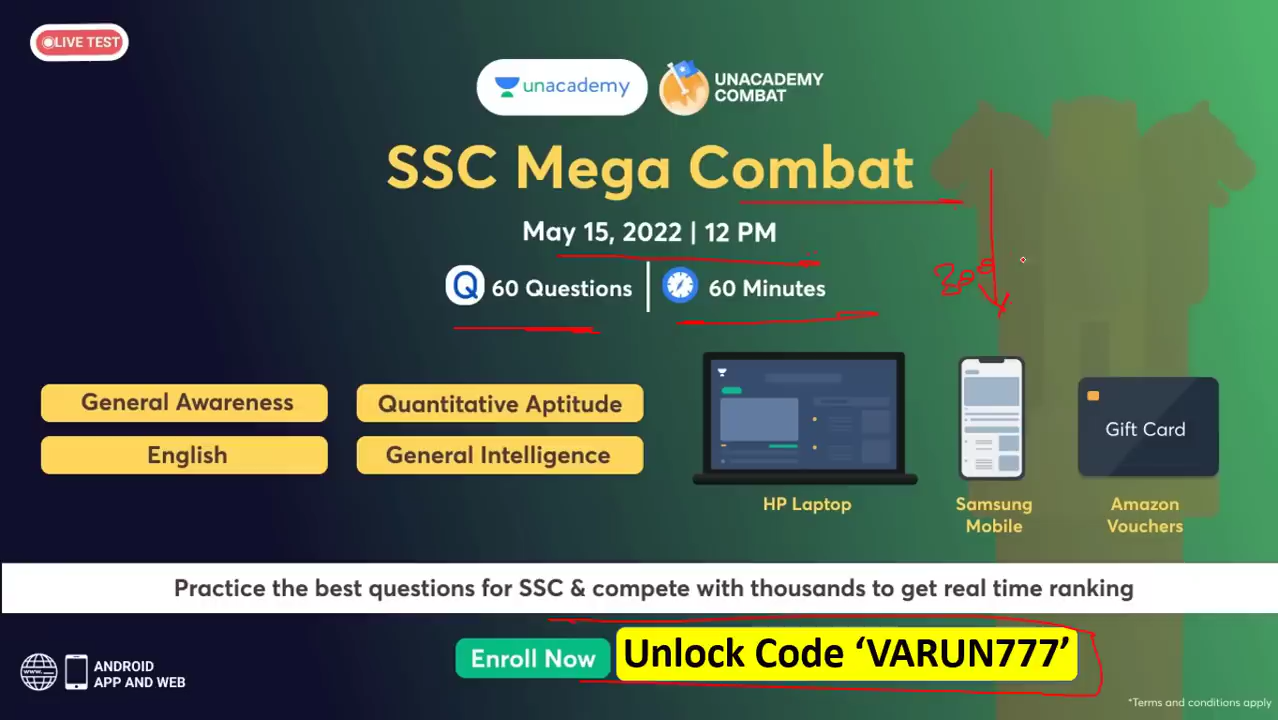 LIVE TEST
unacademy
UNACADEMY
COMBAT
SSC Mega Combat
May 15, 2022 | 12 PM
Q 60 Questions
60 Minutes
General Awareness
Quantitative Aptitude
English
General Intelligence
Gift Card
HP Laptop
Samsung
Mobile
Amazon
Vouchers
Practice the best questions for SSC & compete with thousands to get real time ranking
ANDROID
APP AND WEB
Enroll Now
Unlock Code ‘VARUN777’
*Terms and conditions apply